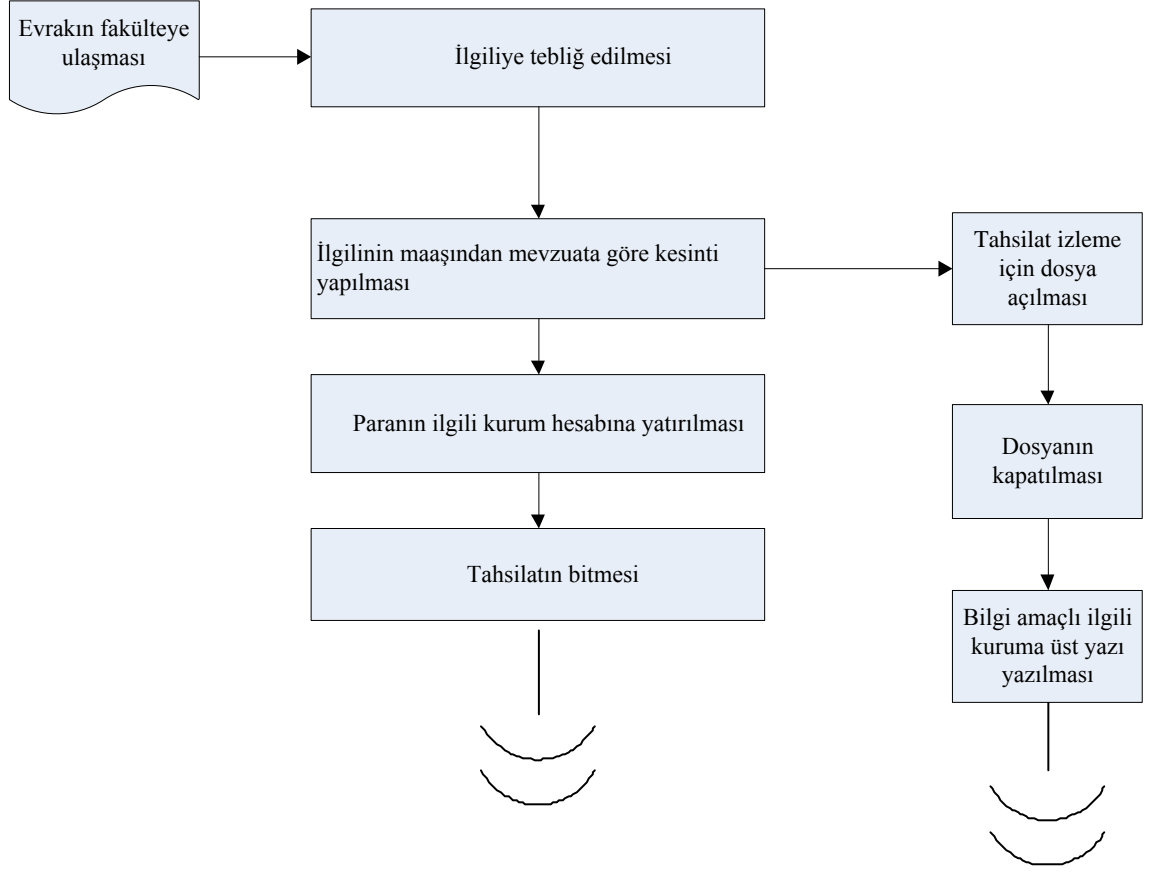 Evrakın fakülteye
ulaşması
İlgiliye tebliğ edilmesi
İlgilinin maaşından mevzuata göre kesinti
yapılması
Tahsilat izleme
için dosya
açılması
Paranın ilgili kurum hesabına yatırılması
Dosyanın
kapatılması
Tahsilatın bitmesi
Bilgi amaçlı ilgili
kuruma üst yazı
yazılması